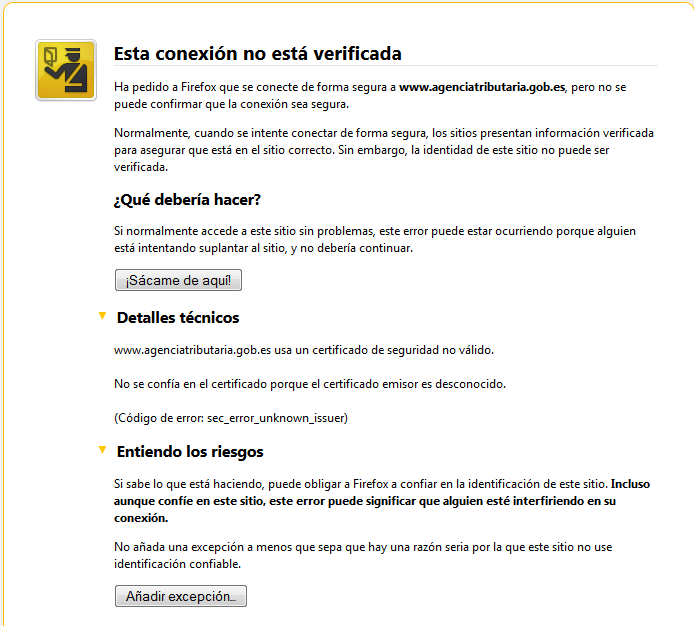 Esta conexión no está verificada
Ha pedido a Firefox que se conecte de forma segura a www.agenciatributaria.gob.es, pero no se
puede confirmar que la conexión sea segura.
Normalmente, cuando se intente conectar de forma segura, los sitios presentan información verificada
para asegurar que está en el sitio correcto. Sin embargo, la identidad de este sitio no puede ser
verificada.
¿Qué debería hacer?
Si normalmente accede a este sitio sin problemas, este error puede estar ocurriendo porque alguien
está intentando suplantar al sitio, y no debería continuar.
¡Sácame de aquí!
Detalles técnicos
www.agenciatributaria.gob.es usa un certificado de seguridad no válido.
No se confía en el certificado porque el certificado emisor es desconocido.
(Código de error: sec_error_unknown_issuer)
Entiendo los riesgos
Si sabe lo que está haciendo, puede obligar a Firefox a confiar en la identificación de este sitio. Incluso
aunque confíe en este sitio, este error puede significar que alguien esté interfiriendo en su
conexión.
No añada una excepción a menos que sepa que hay una razón seria por la que este sitio no use
identificación confiable.
Añadir excepción...